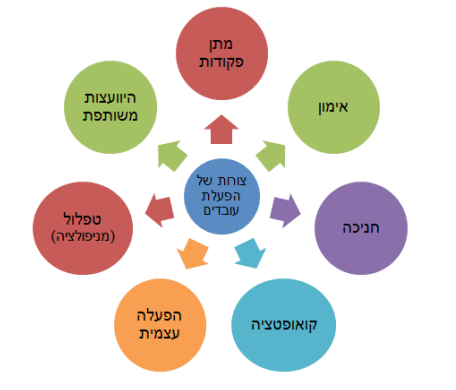 מתן
פקודות
אימון
חניכה
קואופטציה
הפעלה
עצמית
טפלול
(מניפולציה)
היוועצות
משותפת
צורות של
הפעלת
עובדים